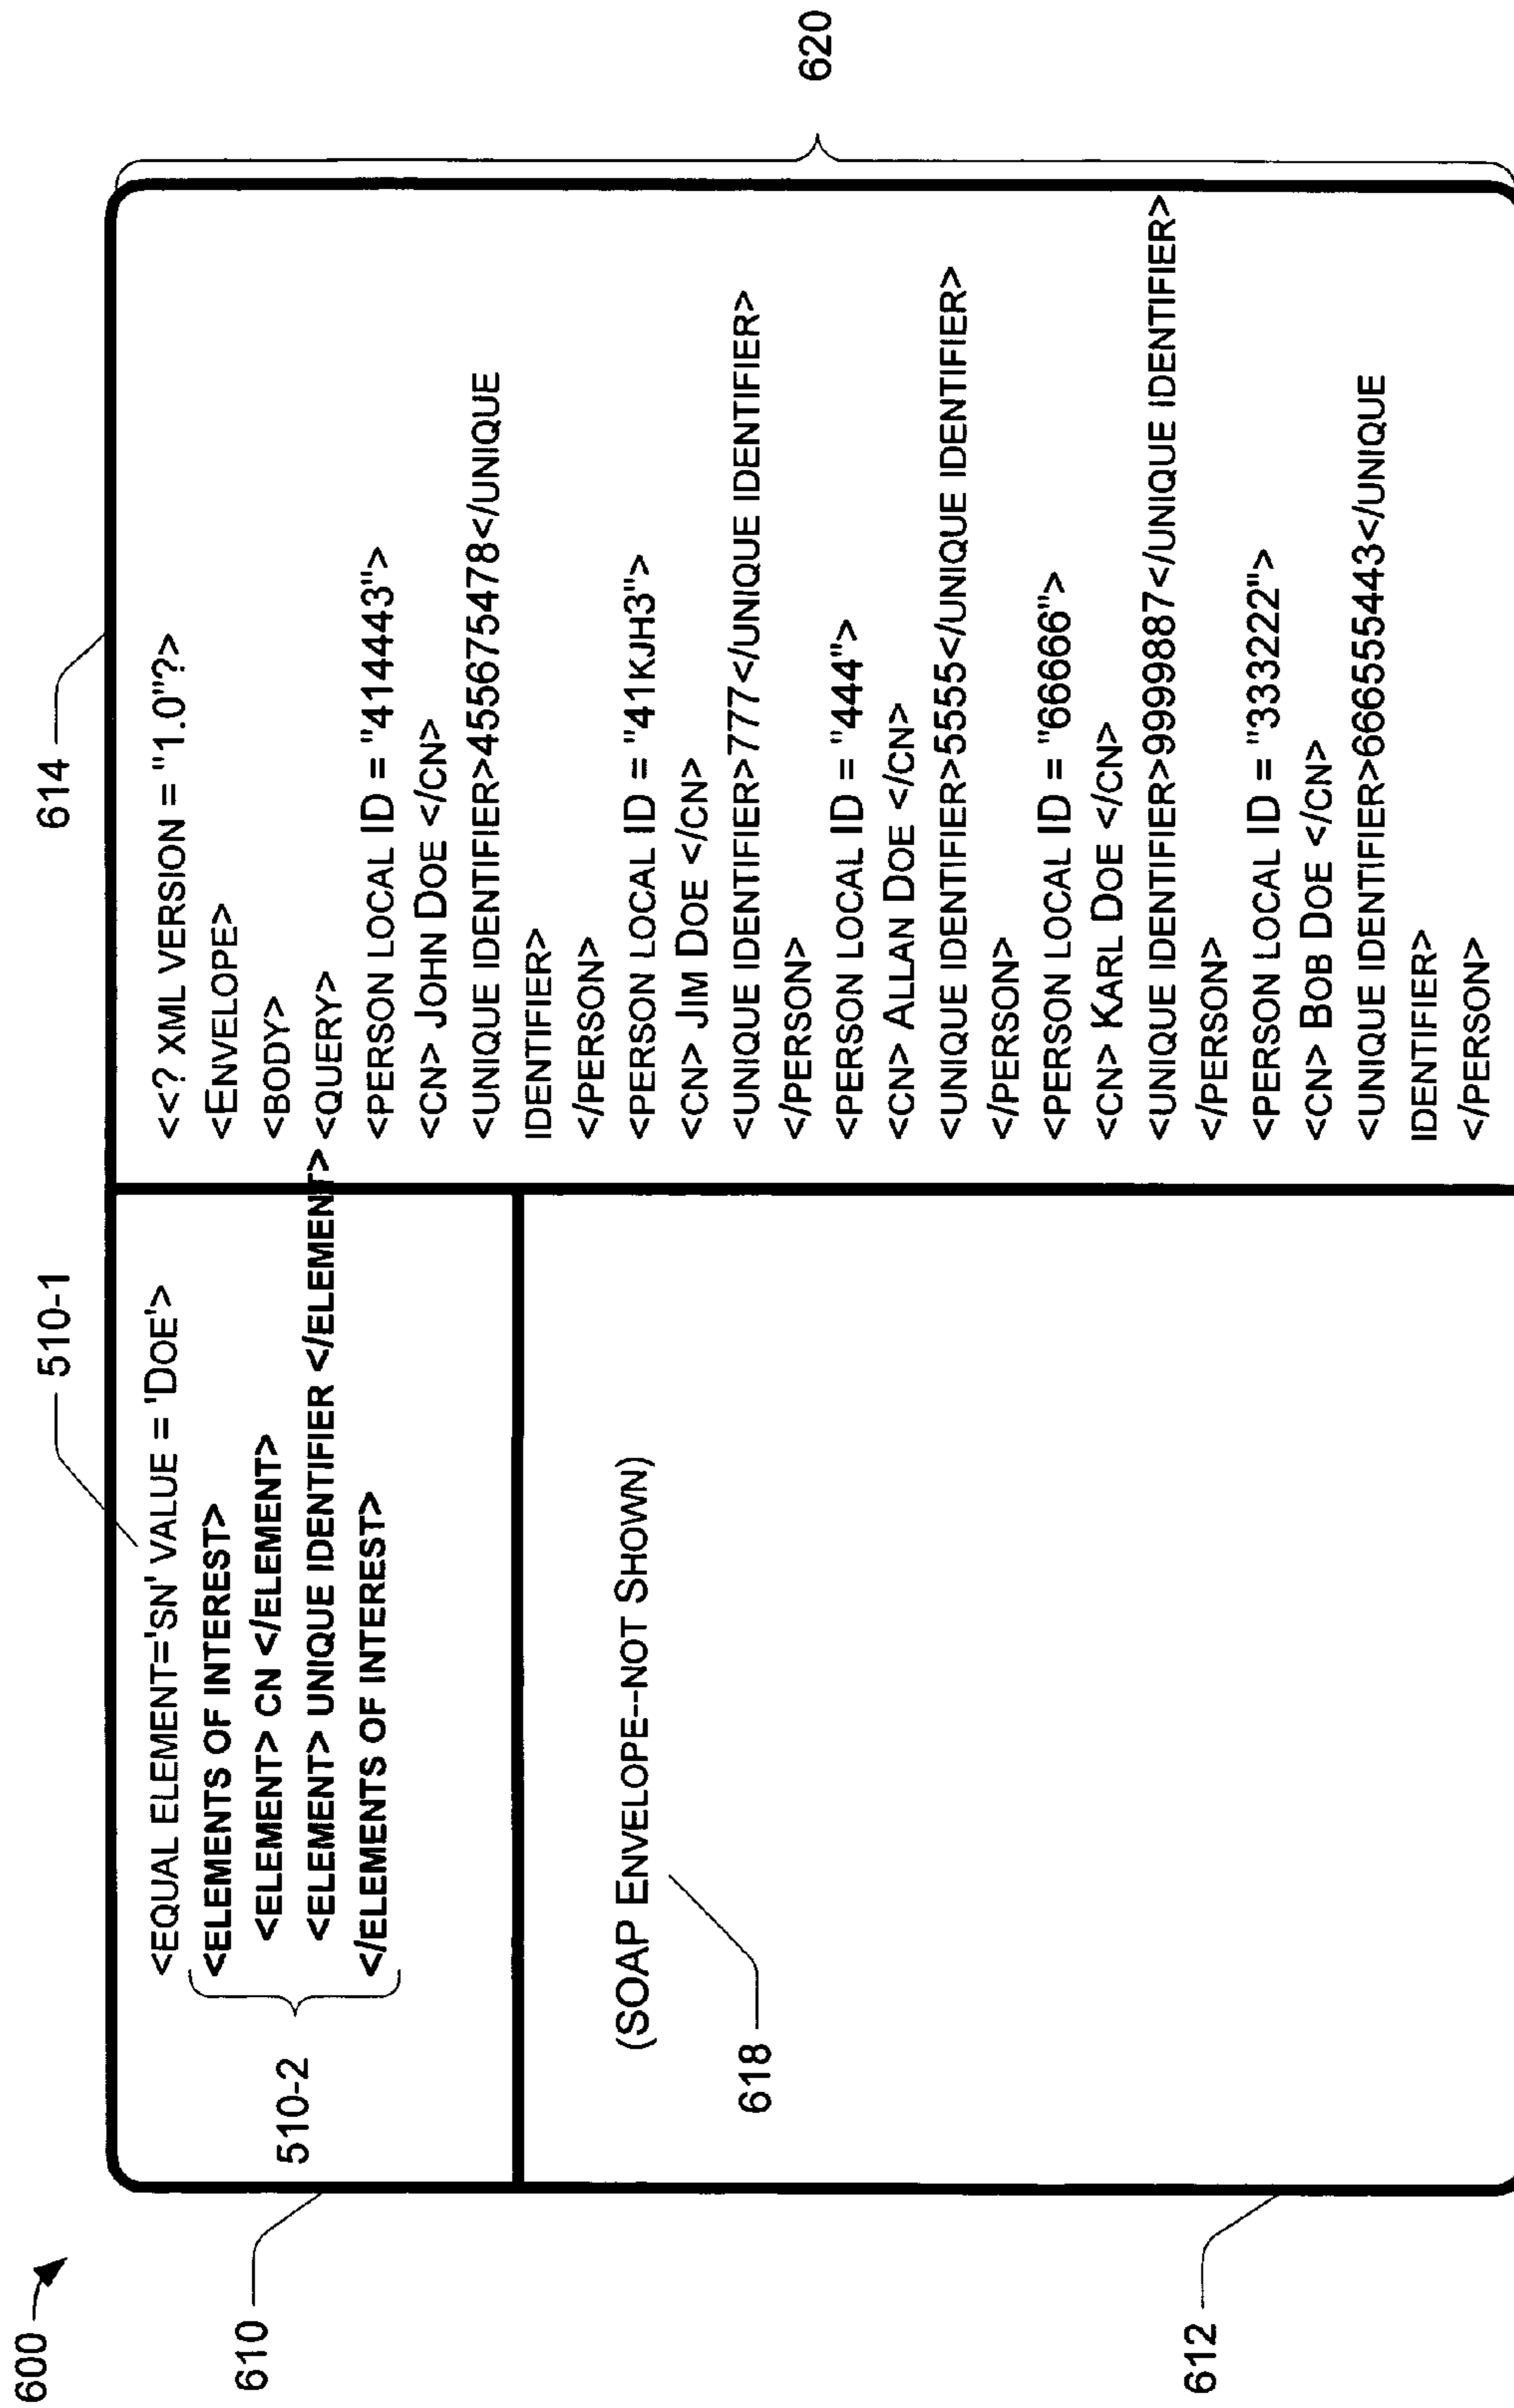 600
610
612
510-1
614
620
<EQUAL ELEMENT='SN' VALUE = 'DOE'>
<ELEMENTS OF INTEREST>
<ELEMENT> CN </ELEMENT>
<ELEMENT> UNIQUE IDENTIFIER </ELEMENT>
</ELEMENTS OF INTEREST>
510-2
(SOAP ENVELOPE--NOT SHOWN)
618
<<? XML VERSION = "1.0"?>
<ENVELOPE>
<BODY>
<QUERY>
<PERSON LOCAL ID = "414443">
<CN> JOHN DOE </CN>
<UNIQUE IDENTIFIER>455675478</UNIQUE
IDENTIFIER>
</PERSON>
<PERSON LOCAL ID = "41KJH3">
<CN> JIM DOE </CN>
<UNIQUE IDENTIFIER>777</UNIQUE IDENTIFIER>
</PERSON>
<PERSON LOCAL ID = "444">
<CN> ALLAN DOE </CN>
<UNIQUE IDENTIFIER>5555</UNIQUE IDENTIFIER>
</PERSON>
<PERSON LOCAL ID = "66666">
<CN> KARL DOE </CN>
<UNIQUE IDENTIFIER>9999887</UNIQUE IDENTIFIER>
</PERSON>
<PERSON LOCAL ID = "333222">
<CN> BOB DOE </CN>
<UNIQUE IDENTIFIER>666555443</UNIQUE
IDENTIFIER>
</PERSON>